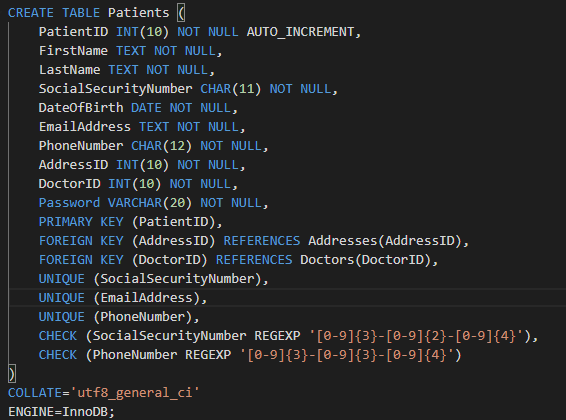 CREATE TABLE Patients (
PatientID INT(10) NOT NULL AUTO_INCREMENT,
FirstName TEXT NOT NULL,
LastName TEXT NOT NULL,
SocialSecurityNumber CHAR(11) NOT NULL,
DateOfBirth DATE NOT NULL,
EmailAddress TEXT NOT NULL,
PhoneNumber CHAR(12) NOT NULL,
AddressID INT(10) NOT NULL,
DoctorID INT(10) NOT NULL,
Password VARCHAR(20) NOT NULL,
PRIMARY KEY (PatientID),
FOREIGN KEY (AddressID) REFERENCES Addresses(AddressID),
FOREIGN KEY (DoctorID) REFERENCES Doctors(DoctorID),
UNIQUE (SocialSecurityNumber),
UNIQUE (EmailAddress),
UNIQUE (PhoneNumber),
CHECK (SocialSecurityNumber REGEXP '[0-9]{3}-[0-9]{2}-[0-9]{4}'),
CHECK (PhoneNumber REGEXP '[0-9]{3}-[0-9]{3}-[0-9]{4}')
)
COLLATE='utf8_general_ci'
ENGINE=InnoDB;